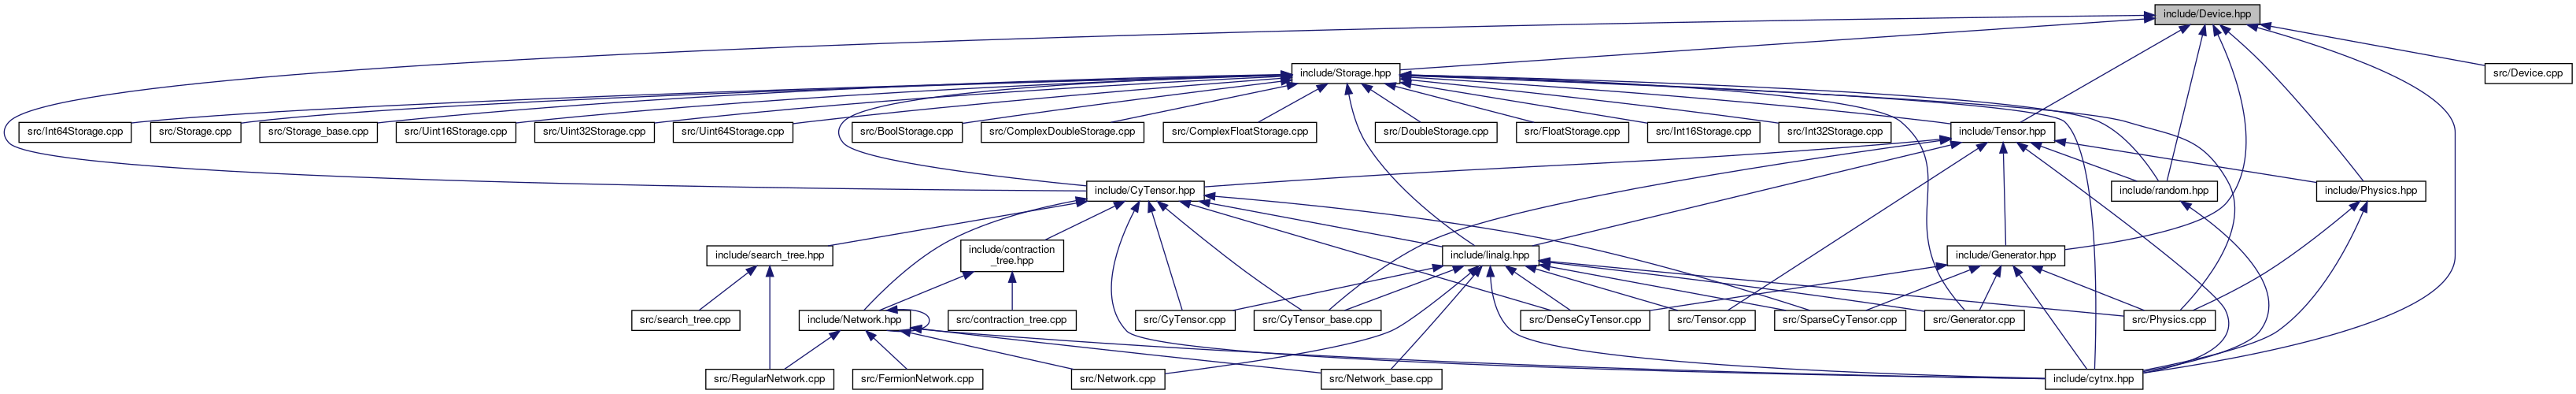 include/Device.hpp
include/Storage.hpp
src/Device.cpp
src/Int64Storage.cpp
src/Storage.cpp
src/Storage_base.cpp
src/Uint16Storage.cpp
src/Uint32Storage.cpp
src/Uint64Storage.cpp
src/BoolStorage.cpp
src/ComplexDoubleStorage.cpp
src/ComplexFloatStorage.cpp
src/DoubleStorage.cpp
src/FloatStorage.cpp
src/Int16Storage.cpp
src/Int32Storage.cpp
include/Tensor.hpp
include/CyTensor.hpp
include/random.hpp
include/Physics.hpp
include/search_tree.hpp
include/contraction
_tree.hpp
include/linalg.hpp
include/Generator.hpp
src/search_tree.cpp
include/Network.hpp
src/contraction_tree.cpp
src/CyTensor.cpp
src/CyTensor_base.cpp
src/DenseCyTensor.cpp
src/Tensor.cpp
src/SparseCyTensor.cpp
src/Generator.cpp
src/Physics.cpp
src/RegularNetwork.cpp
src/FermionNetwork.cpp
src/Network.cpp
src/Network_base.cpp
include/cytnx.hpp